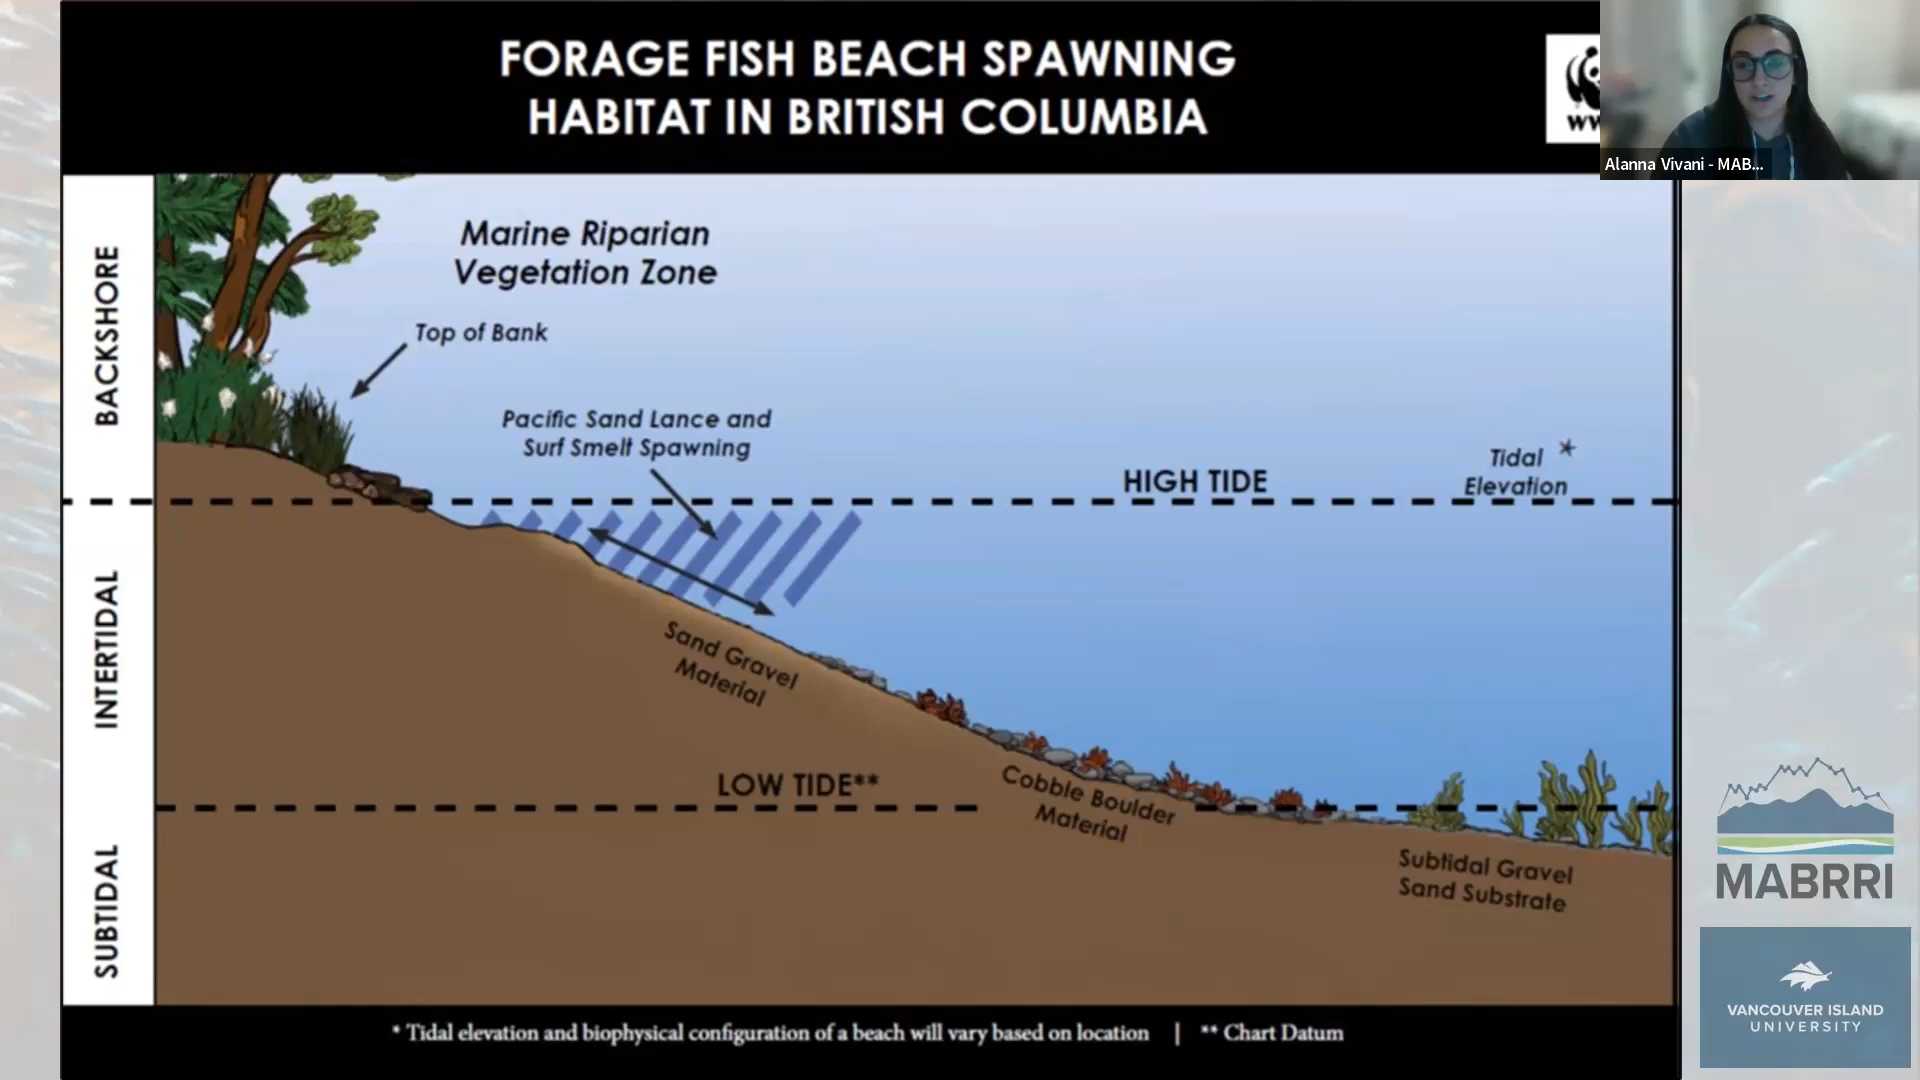 FORAGE FISH BEACH SPAWNING
HABITAT IN BRITISH COLUMBIA
Alanna Vivani - MAB...
BACKSHORE
Marine Riparian
Vegetation Zone
Top of Bank
Pacific Sand Lance and
Surf Smelt Spawning
HIGH TIDE
Tidal *
Elevation
INTERTIDAL
Sand Gravel
Material
LOW TIDE**
Cobble Boulder
Material
SUBTIDAL
Subtidal Gravel
Sand Substrate
* Tidal elevation and biophysical configuration of a beach will vary based on location | ** Chart Datum
MABRRI
VANCOUVER ISLAND
UNIVERSITY